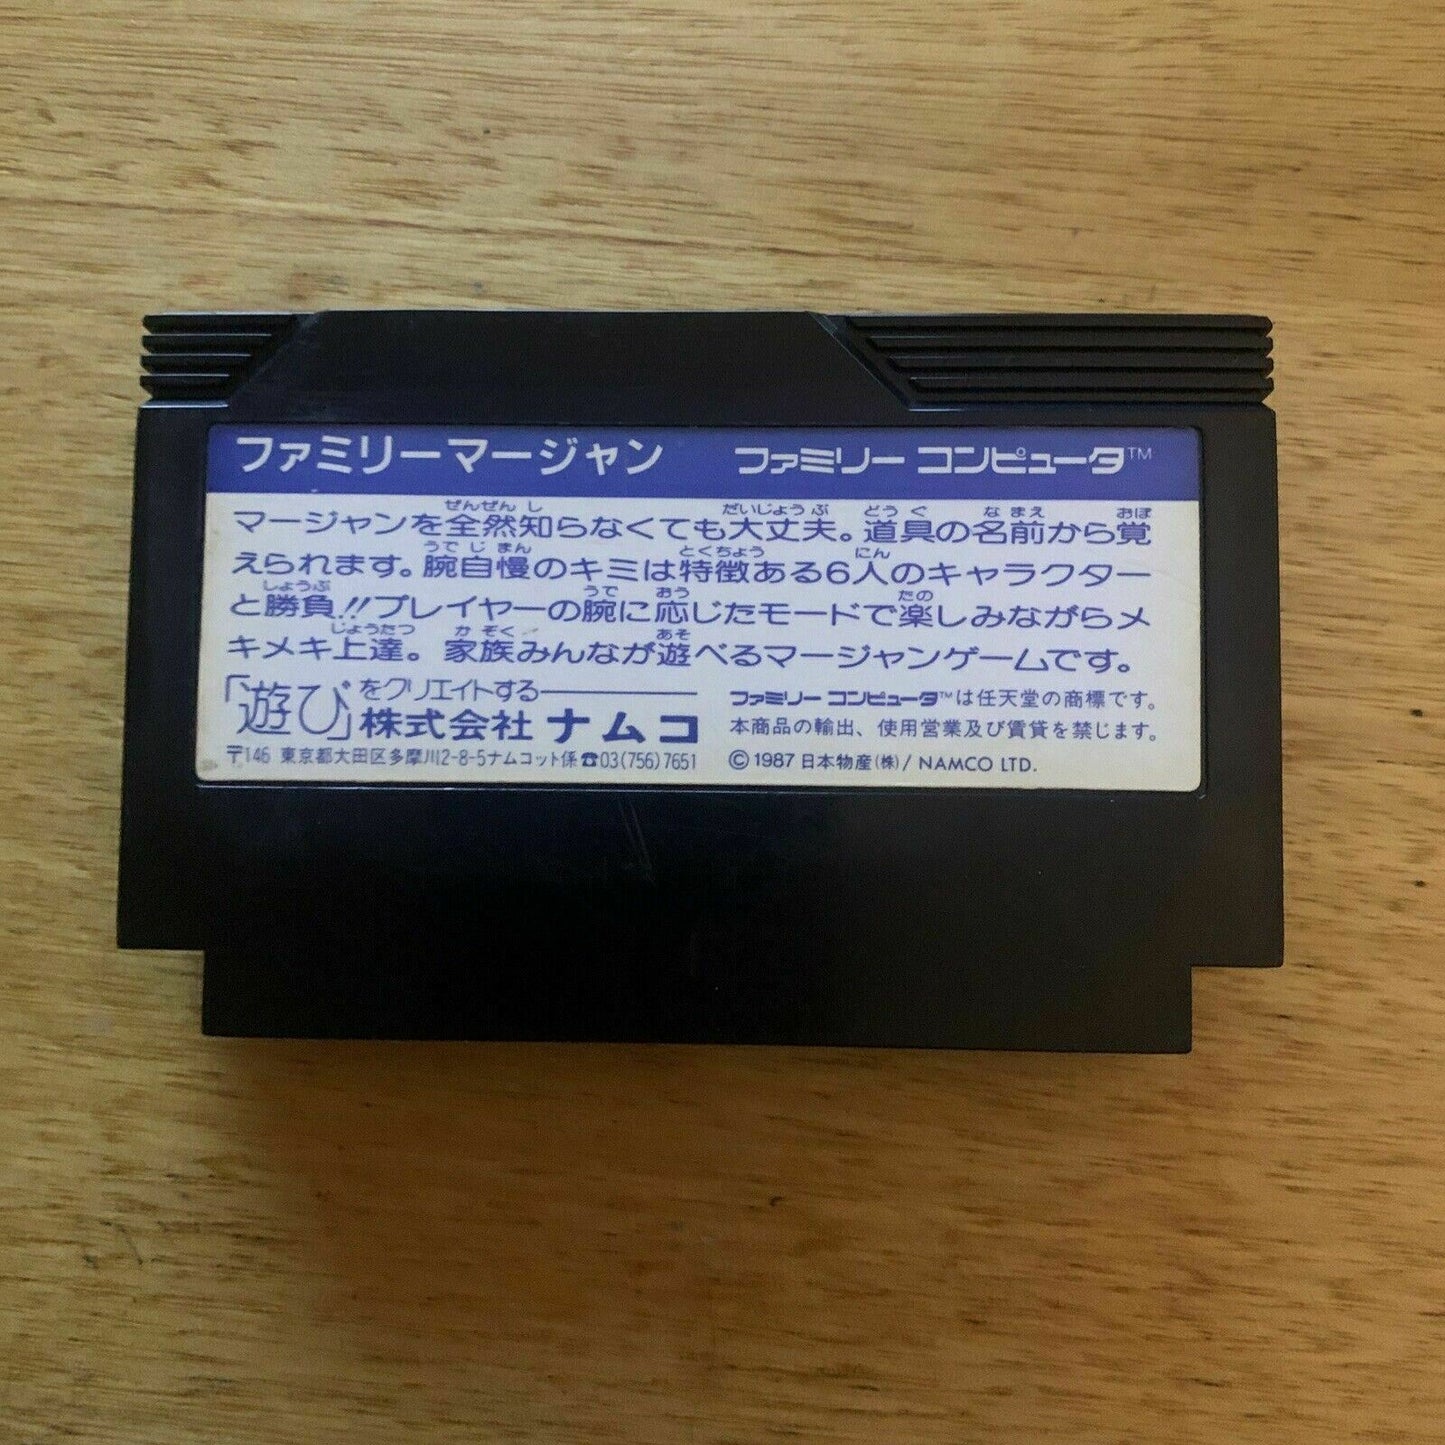 ファミリーマージャン ファミリー コンピュータ™
ぜんぜん し だいじょうぶ どうぐ なまえ おぼ
マージャンを全然知らなくても大丈夫。道具の名前から覚
うでじまん とくちょう にん
えられます。腕自慢のキミは特徴ある6人のキャラクター
しょうぶ うで おう たの
と勝負!!プレイヤーの腕に応じたモードで楽しみながらメ
じょうたつ かぞく あそ
キメキ上達。家族みんなが遊べるマージャンゲームです。
「遊び」をクリエイトする
株式会社ナムコ
〒146 東京都大田区多摩川2-8-5ナムコット係☎03(756)7651
ファミリー コンピュータ™は任天堂の商標です。
本商品の輸出、使用営業及び賃貸を禁じます。
©1987 日本物産(株)/ NAMCO LTD.